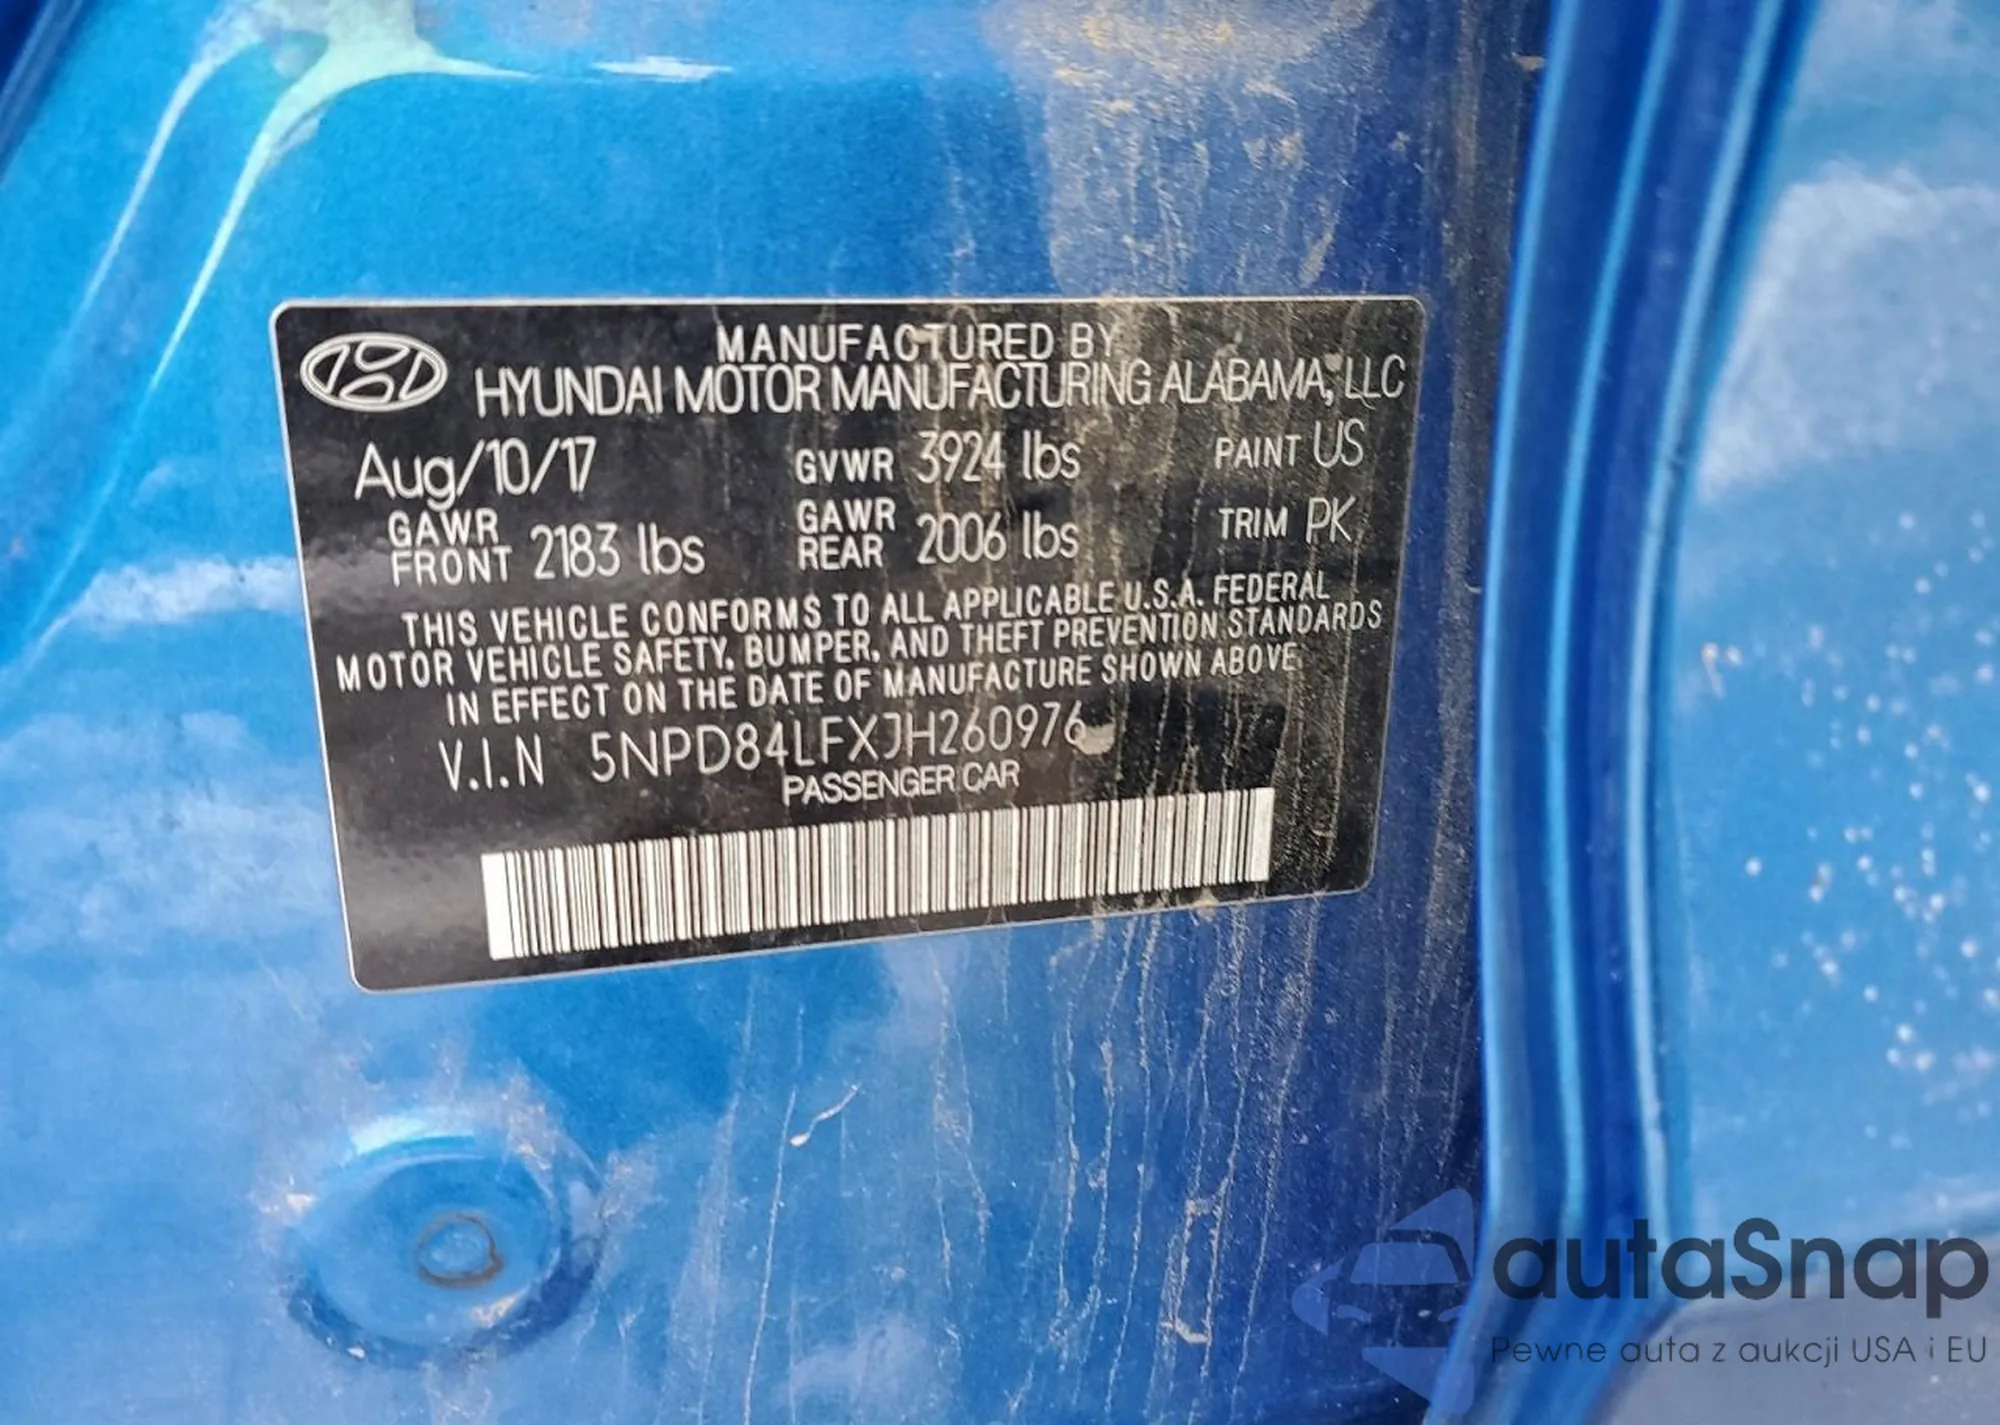 MANUFACTURED BY
HYUNDAI MOTOR MANUFACTURING ALABAMA, LLC
Aug/10/17 GVWR 3924 lbs PAINT US
GAWR FRONT 2183 lbs GAWR REAR 2006 lbs TRIM PK
THIS VEHICLE CONFORMS TO ALL APPLICABLE U.S.A. FEDERAL
MOTOR VEHICLE SAFETY, BUMPER, AND THEFT PREVENTION STANDARDS
IN EFFECT ON THE DATE OF MANUFACTURE SHOWN ABOVE
V.I.N 5NPD84LFXJH260976
PASSENGER CAR
autaSnap
Pewne auta z aukcji USA i EU